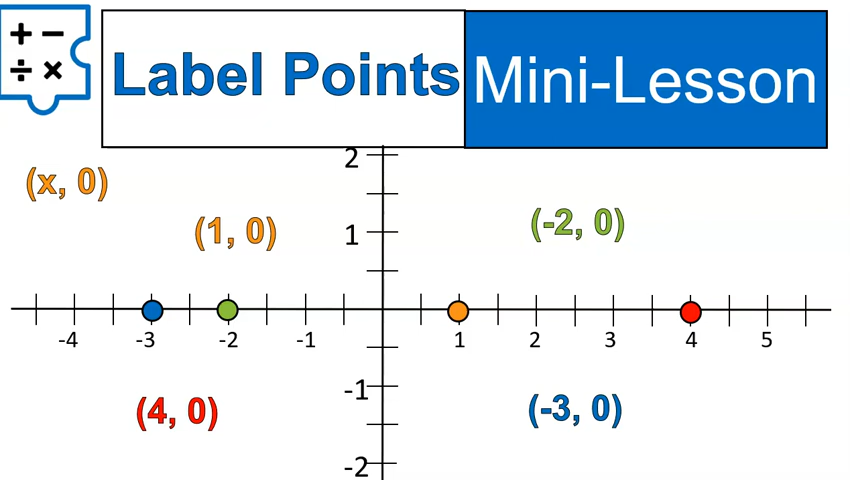 + −
÷ ×
Label Points Mini-Lesson
2
(x, 0)
(1, 0) 1 (-2, 0)
-4 -3 -2 -1 1 2 3 4 5
-1
(4, 0) (-3, 0)
-2